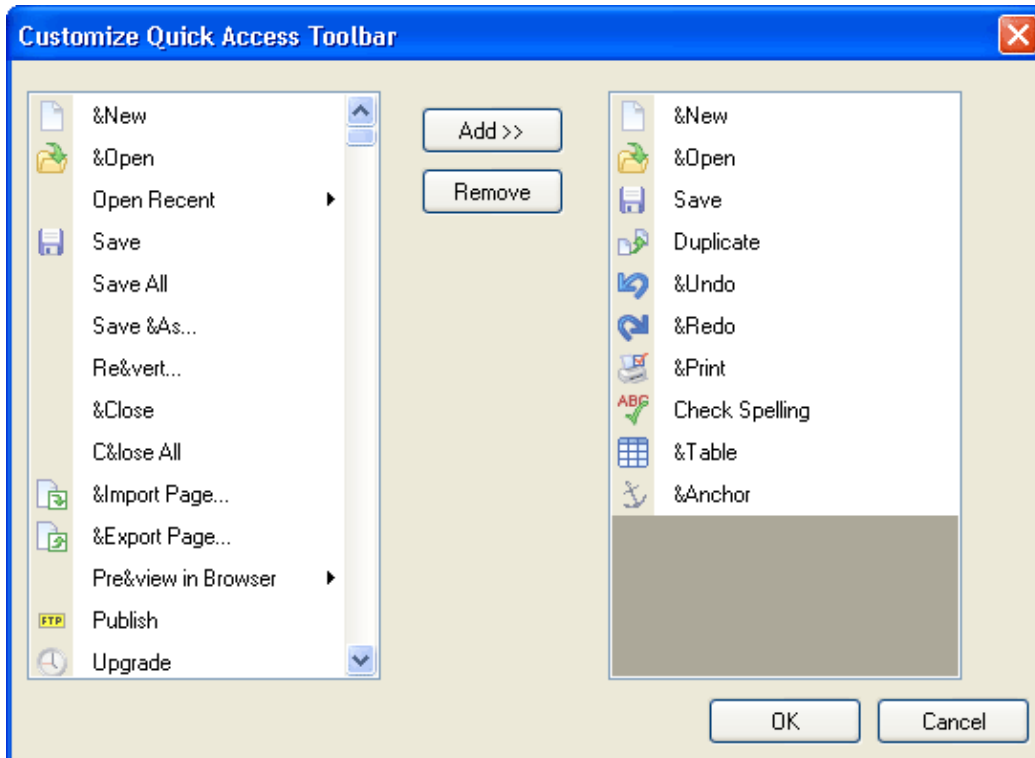 Customize Quick Access Toolbar
&New
&Open
Open Recent
Save
Save All
Save &As...
Re&vert...
&Close
C&lose All
&Import Page...
&Export Page...
Pre&view in Browser
FTP Publish
Upgrade
Add >>
Remove
&New
&Open
Save
Duplicate
&Undo
&Redo
&Print
ABC Check Spelling
&Table
&Anchor
OK
Cancel